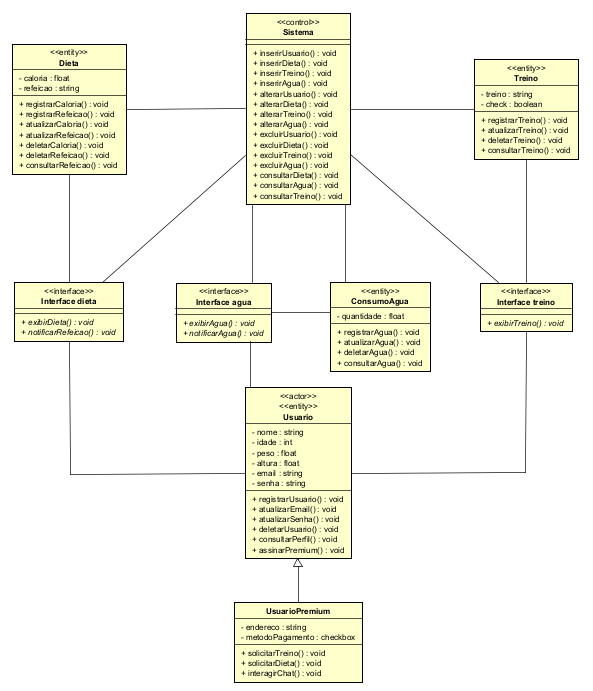 <<control>>
Sistema
+ inserirUsuario() : void
+ inserirDieta() : void
+ inserirTreino() : void
+ inserirAgua() : void
+ alterarUsuario() : void
+ alterarDieta() : void
+ alterarTreino() : void
+ alterarAgua() : void
+ excluirUsuario() : void
+ excluirDieta() : void
+ excluirTreino() : void
+ excluirAgua() : void
+ consultarDieta() : void
+ consultarAgua() : void
+ consultarTreino() : void
<<entity>>
Dieta
- caloria : float
- refeicao : string
+ registrarCaloria() : void
+ registrarRefeicao() : void
+ atualizarCaloria() : void
+ atualizarRefeicao() : void
+ deletarCaloria() : void
+ deletarRefeicao() : void
+ consultarRefeicao() : void
<<entity>>
Treino
- treino : string
- check : boolean
+ registrarTreino() : void
+ atualizarTreino() : void
+ deletarTreino() : void
+ consultarTreino() : void
<<interface>>
Interface dieta
+ exibirDieta() : void
+ notificarRefeicao() : void
<<interface>>
Interface agua
+ exibirAgua() : void
+ notificarAgua() : void
<<entity>>
ConsumoAgua
- quantidade : float
+ registrarAgua() : void
+ atualizarAgua() : void
+ deletarAgua() : void
+ consultarAgua() : void
<<interface>>
Interface treino
+ exibirTreino() : void
<<actor>>
<<entity>>
Usuario
- nome : string
- idade : int
- peso : float
- altura : float
- email : string
- senha : string
+ registrarUsuario() : void
+ atualizarEmail() : void
+ atualizarSenha() : void
+ deletarUsuario() : void
+ consultarPerfil() : void
+ assinarPremium() : void
UsuarioPremium
- endereco : string
- metodoPagamento : checkbox
+ solicitarTreino() : void
+ solicitarDieta() : void
+ interagirChat() : void